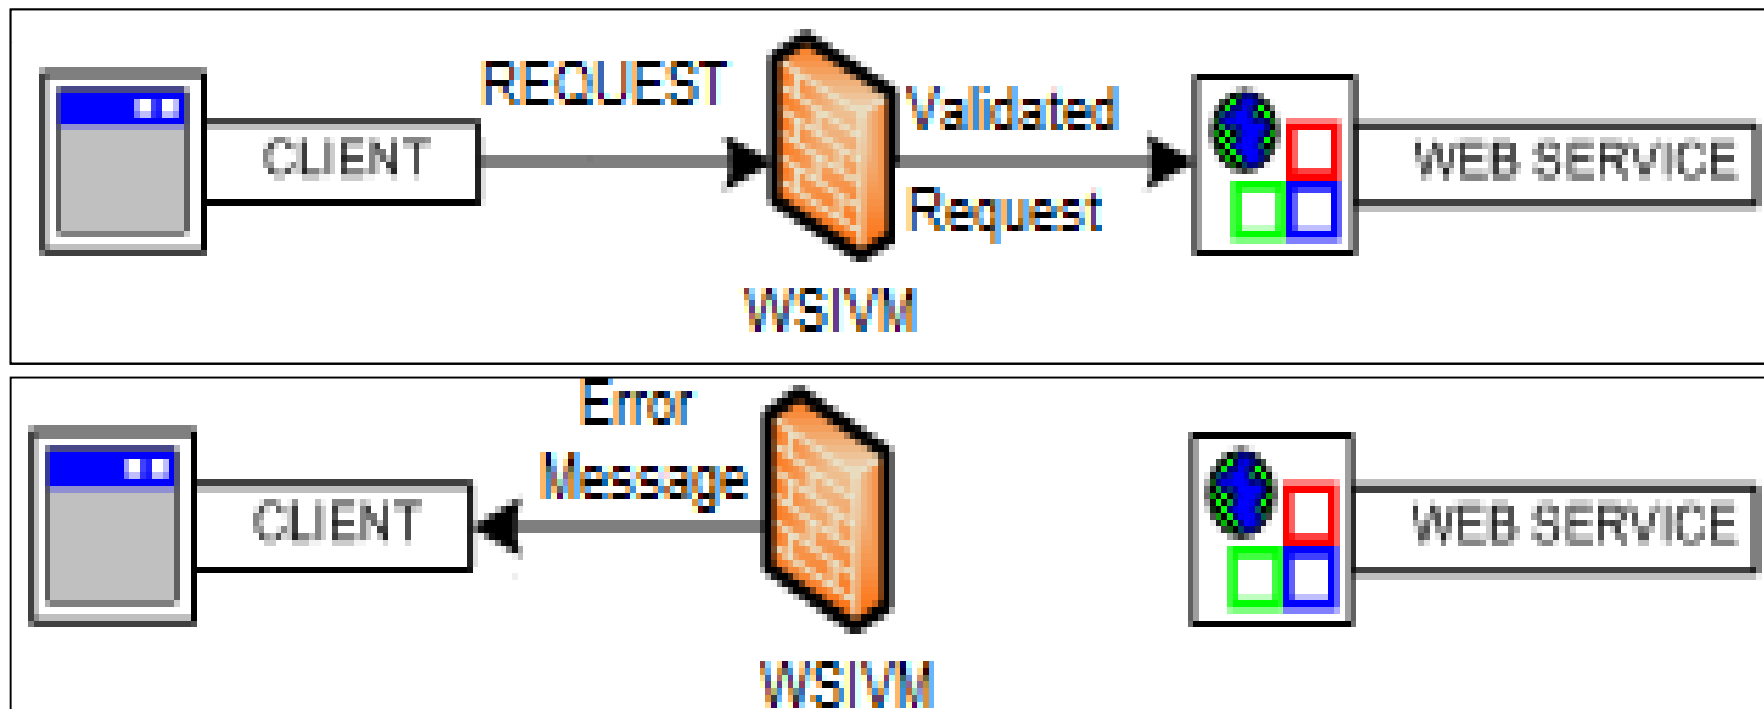 REQUEST
CLIENT
Validated
Request
WEB SERVICE
WSIVM
Error
Message
CLIENT
WEB SERVICE
WSIVM